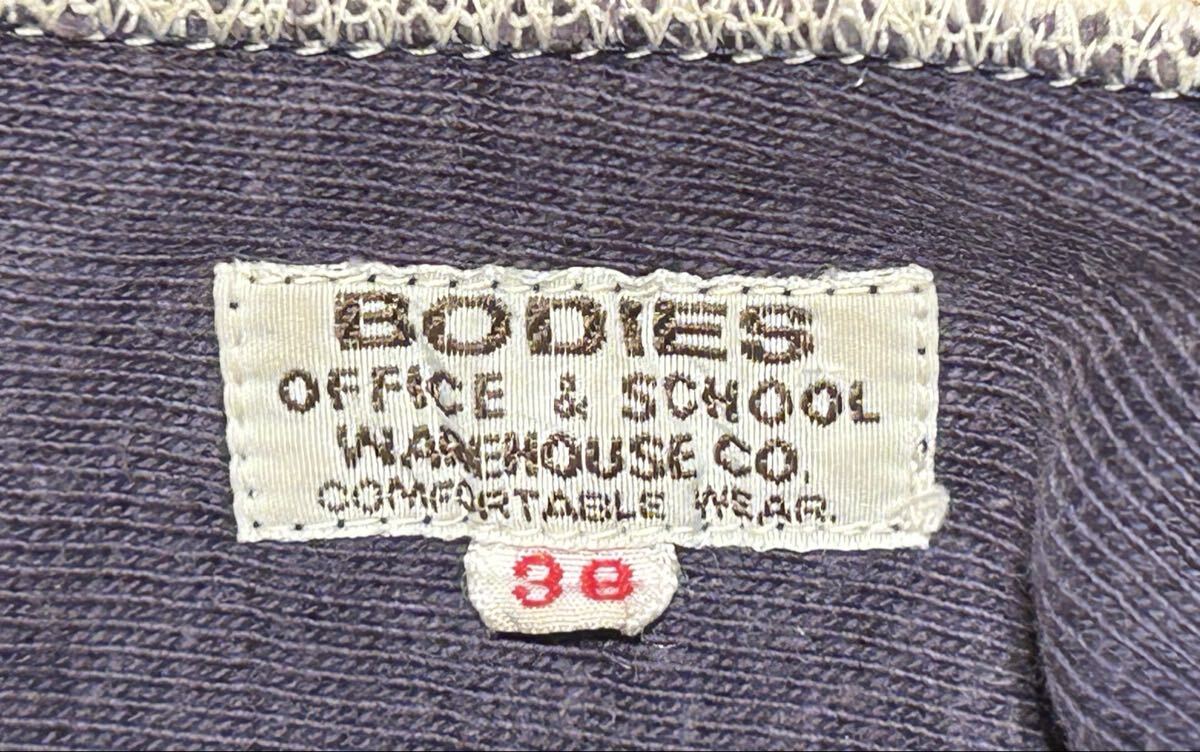 BODIES
OFFICE & SCHOOL
WAREHOUSE CO.
COMFORTABLE WEAR.
38